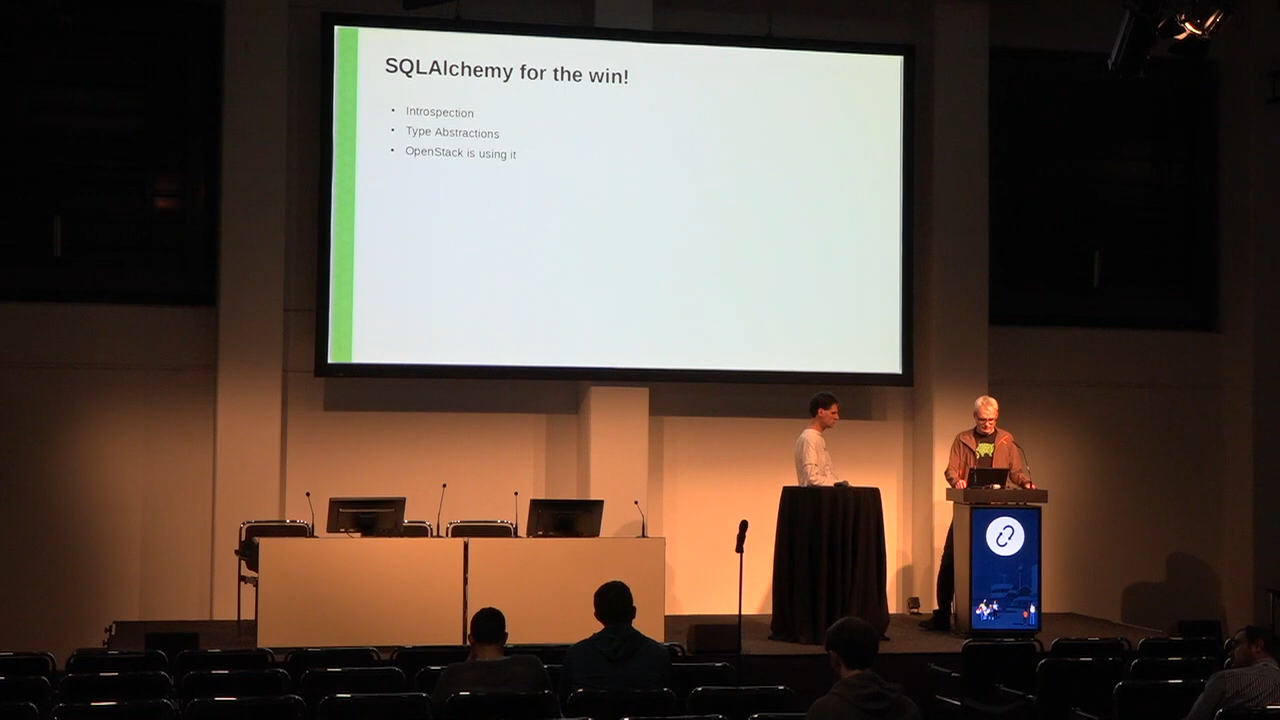 SQLAlchemy for the win!
• Introspection
• Type Abstractions
• OpenStack is using it